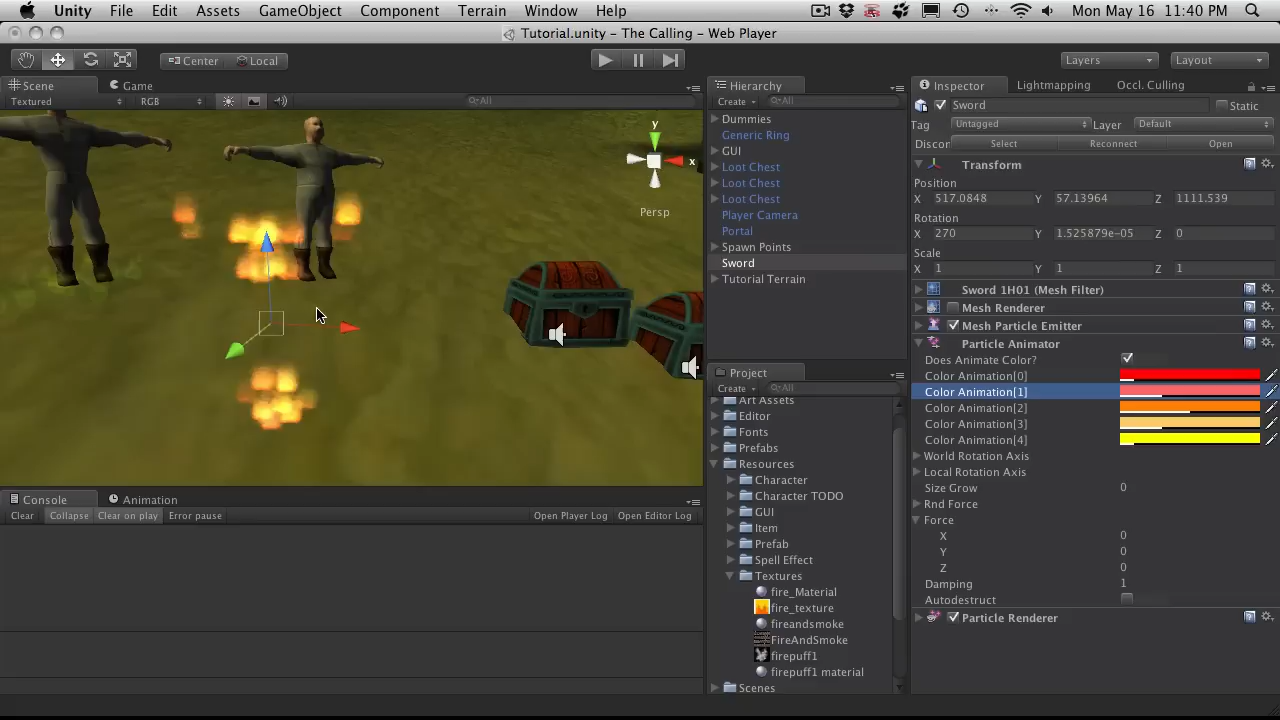 Unity File Edit Assets GameObject Component Terrain Window Help Mon May 16 11:40 PM
Tutorial.unity - The Calling - Web Player
Center Local Layers Layout
Scene Game
Textured RGB All
y
x
Persp
Hierarchy
Create All
Dummies
Generic Ring
GUI
Loot Chest
Loot Chest
Loot Chest
Player Camera
Portal
Spawn Points
Sword
Tutorial Terrain
Project
Create All
Art Assets
Editor
Fonts
Prefabs
Resources
Character
Character TODO
GUI
Item
Prefab
Spell Effect
Textures
fire_Material
fire_texture
fireandsmoke
FireAndSmoke
firepuff1
firepuff1 material
Scenes
Inspector Lightmapping Occl. Culling
Sword Static
Tag Untagged Layer Default
Discon Select Reconnect Open
Transform
Position
X 517.0848 Y 57.13964 Z 1111.539
Rotation
X 270 Y 1.525879e-05 Z 0
Scale
X 1 Y 1 Z 1
Sword 1H01 (Mesh Filter)
Mesh Renderer
Mesh Particle Emitter
Particle Animator
Does Animate Color?
Color Animation[0]
Color Animation[1]
Color Animation[2]
Color Animation[3]
Color Animation[4]
World Rotation Axis
Local Rotation Axis
Size Grow 0
Rnd Force
Force
X 0
Y 0
Z 0
Damping 1
Autodestruct
Particle Renderer
Console Animation
Clear Collapse Clear on play Error pause Open Player Log Open Editor Log